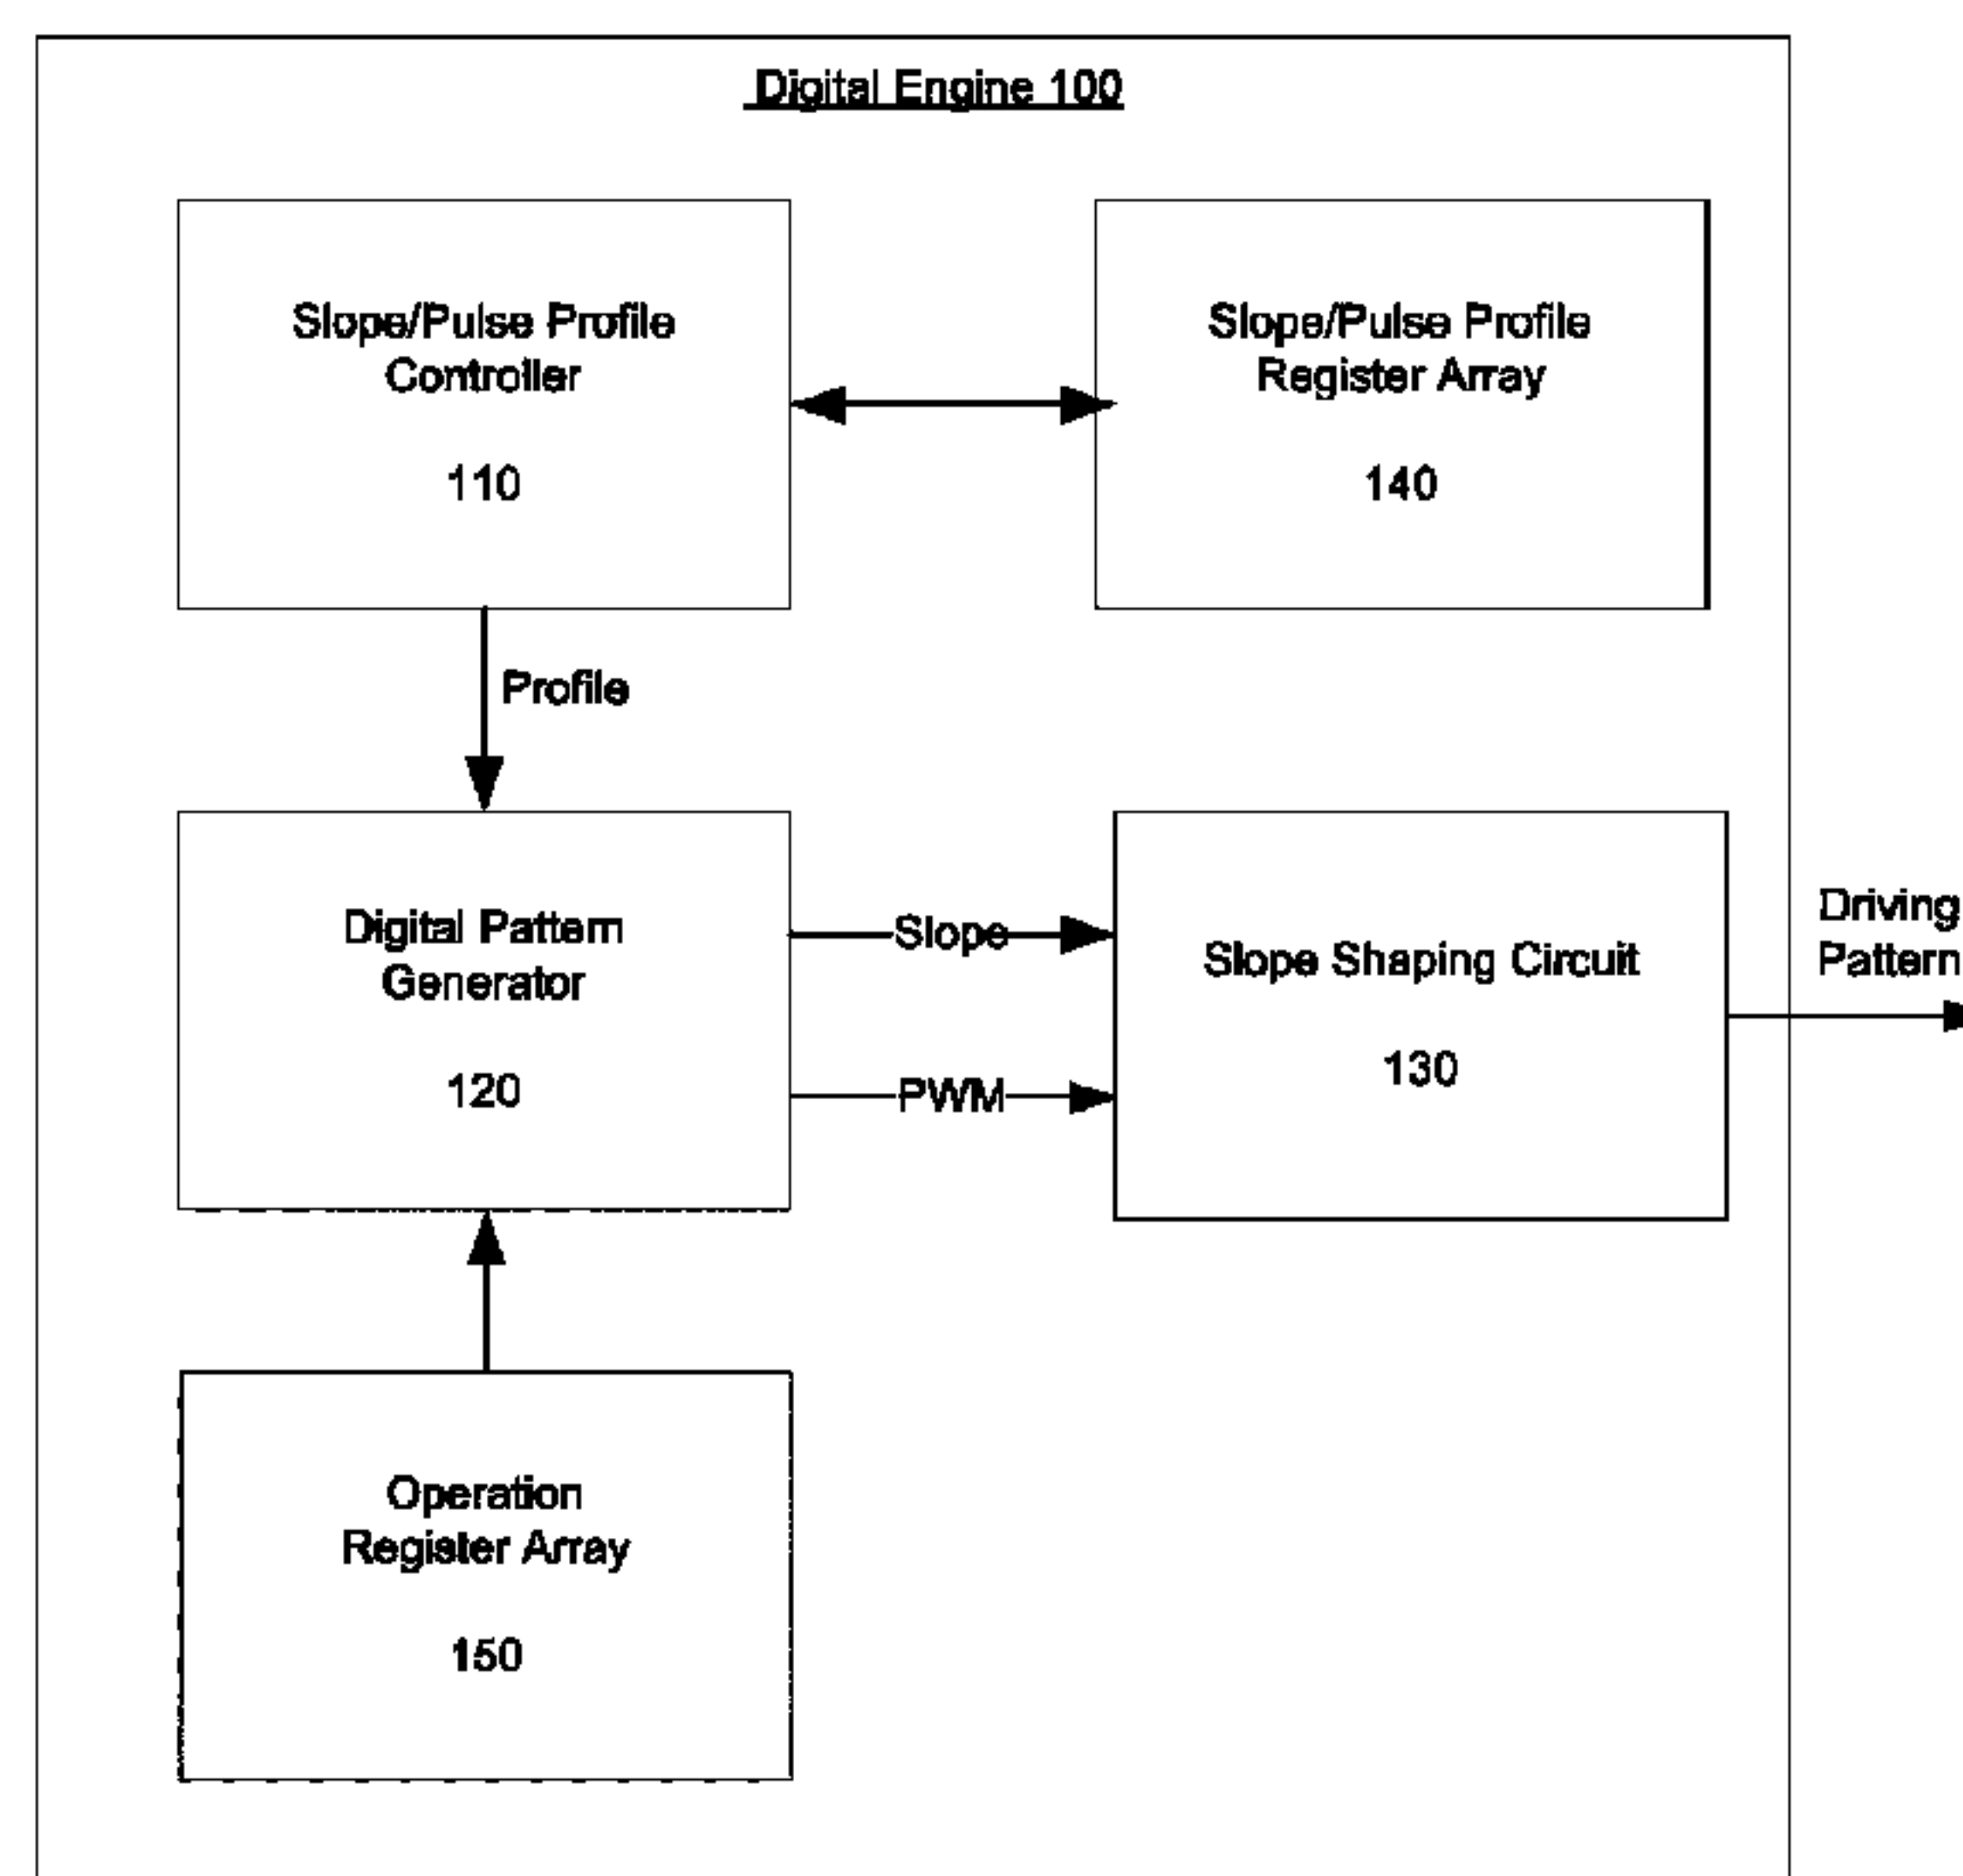 Digital Engine 100
Slope/Pulse Profile
Controller
110
Slope/Pulse Profile
Register Array
140
Profile
Digital Pattern
Generator
120
Slope
PWM
Slope Shaping Circuit
130
Driving
Pattern
Operation
Register Array
150